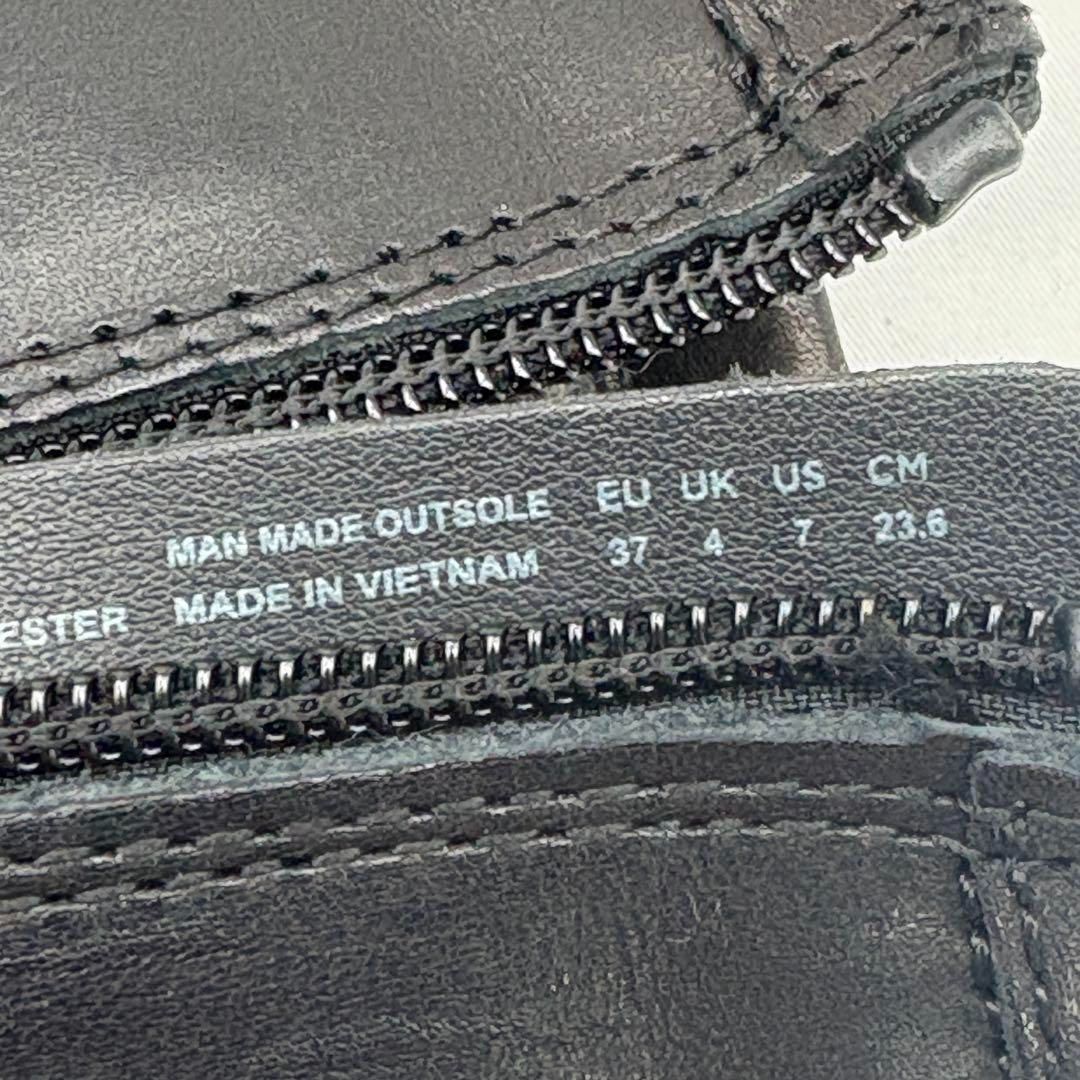 MAN MADE OUTSOLE EU UK US CM
ESTER MADE IN VIETNAM 37 4 7 23.6